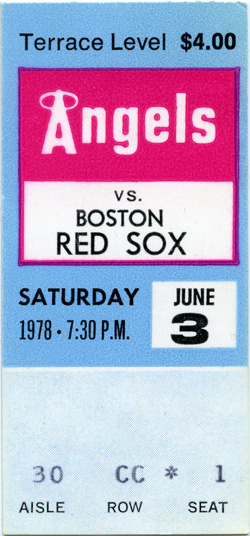 Terrace Level $4.00
Angels
VS.
BOSTON
RED SOX
SATURDAY JUNE
1978 • 7:30 P.M. 3
30 CC * 1
AISLE ROW SEAT